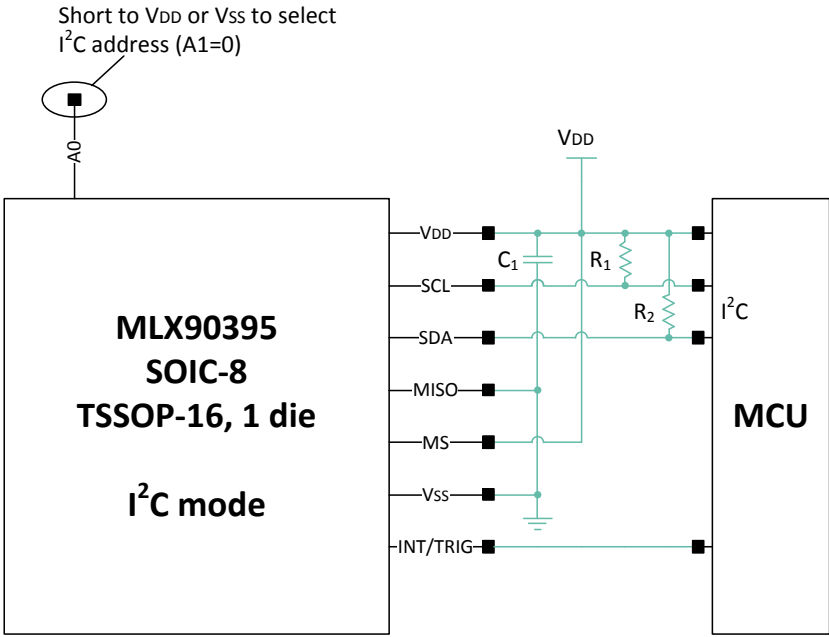 Short to VDD or VSS to select
I²C address (A1=0)
A0
VDD
VDD
C₁
R₁
SCL
R₂
I²C
MLX90395
SOIC-8
TSSOP-16, 1 die
I²C mode
SDA
MISO
MS
VSS
INT/TRIG
MCU